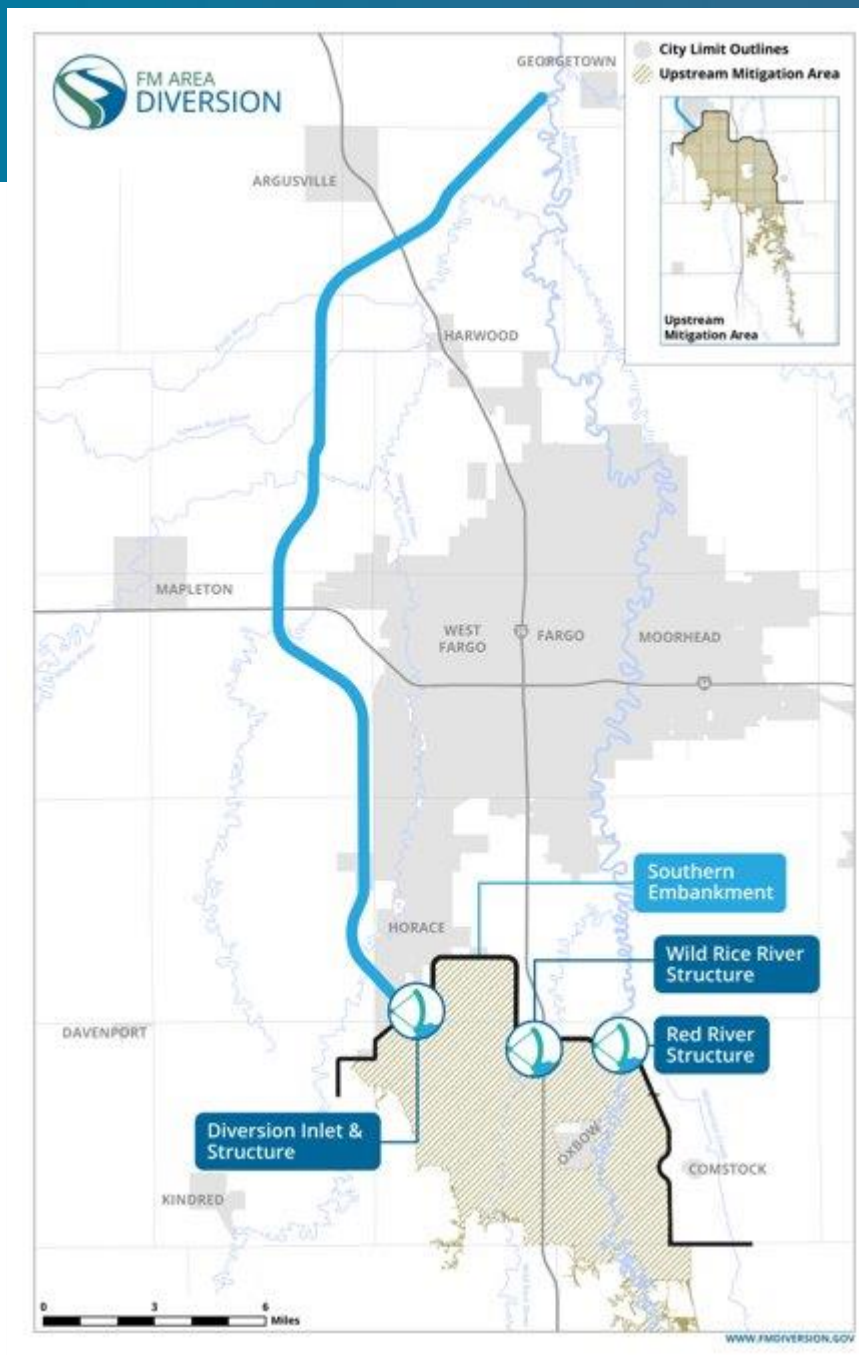 FM AREA
DIVERSION
GEORGETOWN
City Limit Outlines
Upstream Mitigation Area
ARGUSVILLE
Upstream
Mitigation Area
HARWOOD
MAPLETON
WEST
FARGO
FARGO
MOORHEAD
Southern
Embankment
HORACE
Wild Rice River
Structure
DAVENPORT
Red River
Structure
Diversion Inlet &
Structure
OXBOW
COMSTOCK
KINDRED
0 3 6
Miles
WWW.FMDIVERSION.GOV